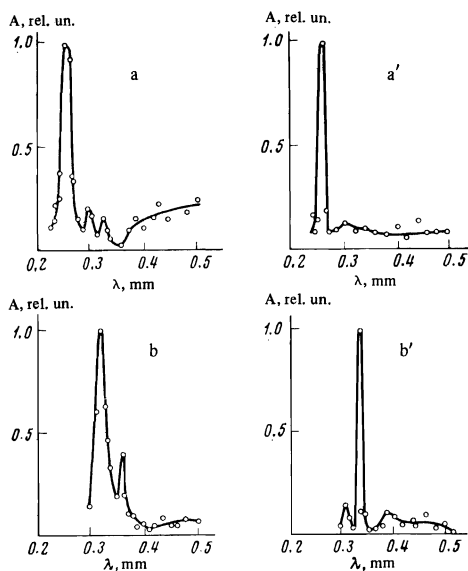 A, rel. un.
1.0
a
0.5
0.2 0.3 0.4 0.5
λ, mm
A, rel. un.
1.0
a′
0.5
0.2 0.3 0.4 0.5
λ, mm
A, rel. un.
1.0
b
0.5
0.2 0.3 0.4 0.5
λ, mm
A, rel. un.
1.0
b′
0.5
0.2 0.3 0.4 0.5
λ, mm